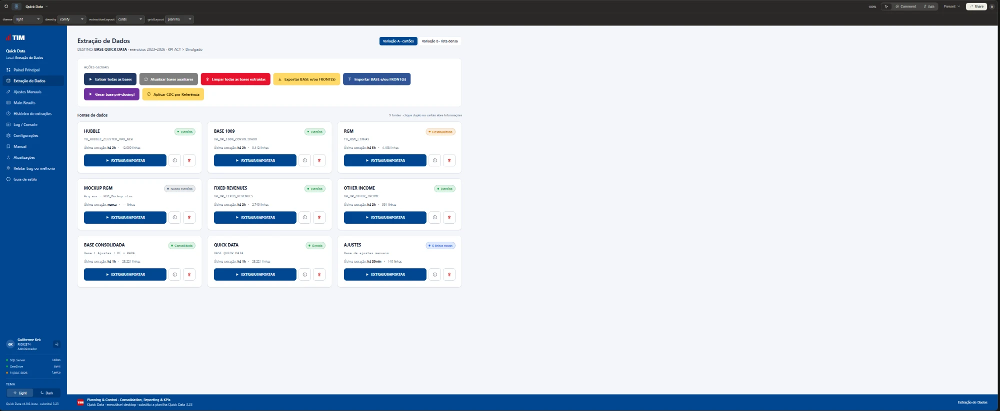 Quick Data
100%
Comment
Edit
Present
Share
theme light
density comfy
extractionLayout cards
gridLayout planilha
TIM
Quick Data
Local: Extração de Dados
Painel Principal
Extração de Dados
Ajustes Manuais
Main Results
Histórico de extrações
Log / Console
Configurações
Manual
Atualizações
Relatar bug ou melhoria
Guia de estilo
GK
Guilherme Kek
F8092874 ·
Administrador
SQL Server 142ms
OneDrive sync
F:\P&C 2026 lento
TEMA
Light
Dark
Quick Data v4.0.0-beta · substitui 3.23
Extração de Dados
DESTINO: BASE QUICK DATA · exercícios 2023–2026 · KPI ACT > Divulgado
Variação A · cartões
Variação B · lista densa
AÇÕES GLOBAIS
Extrair todas as bases
Atualizar bases auxiliares
Limpar todas as bases extraídas
Exportar BASE e/ou FRONT(S)
Importar BASE e/ou FRONT(S)
Gerar base pré-closing!
Aplicar CDC por Referência
Fontes de dados
9 fontes · clique duplo no cartão abre Informações
HUBBLE
Extraída
TG_HUBBLE_CLUSTER_RPD_NEW
Última extração: há 2h · 12.000 linhas
EXTRAIR/IMPORTAR
BASE 1009
Extraída
VW_DP_1009_CONSOLIDADO
Última extração: há 2h · 8.412 linhas
EXTRAIR/IMPORTAR
RGM
Desatualizada
TG_RGM_LINHAS
Última extração: há 5h · 4.108 linhas
EXTRAIR/IMPORTAR
MOCKUP RGM
Nunca extraída
Arq aux – RGM_Mockup.xlsx
Última extração: nunca · — linhas
EXTRAIR/IMPORTAR
FIXED REVENUES
Extraída
VW_DP_FIXED_REVENUES
Última extração: há 2h · 2.740 linhas
EXTRAIR/IMPORTAR
OTHER INCOME
Extraída
VW_DP_OTHER_INCOME
Última extração: há 2h · 961 linhas
EXTRAIR/IMPORTAR
BASE CONSOLIDADA
Consolidada
Base + Ajustes + DE x PARA
Última extração: há 1h · 28.221 linhas
EXTRAIR/IMPORTAR
QUICK DATA
Gerada
BASE QUICK DATA
Última extração: há 1h · 28.221 linhas
EXTRAIR/IMPORTAR
AJUSTES
6 linhas novas
Base de ajustes manuais
Última extração: há 20min · 146 linhas
EXTRAIR/IMPORTAR
TIM
Planning & Control · Consolidation, Reporting & KPIs
Quick Data · executável desktop · substitui a planilha Quick Data 3.23
Extração de Dados